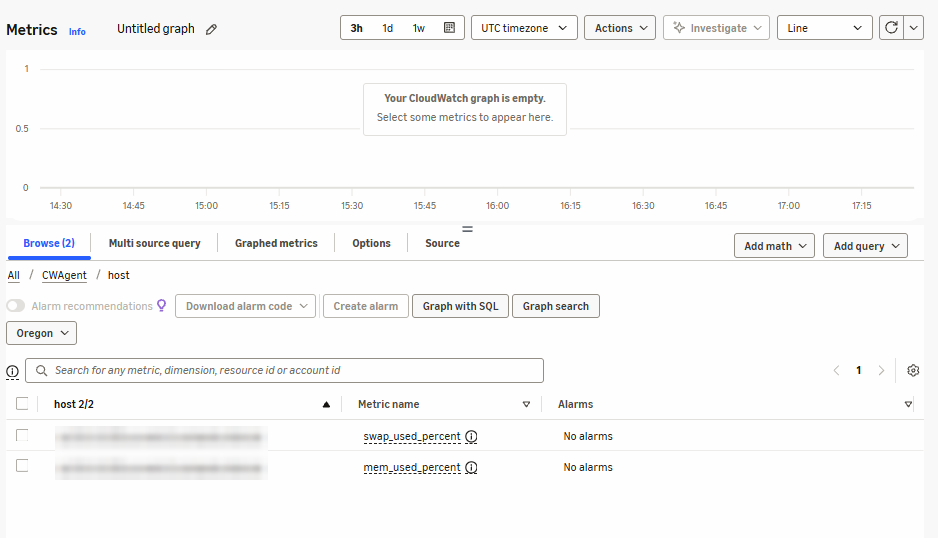 Metrics Info Untitled graph 3h 1d 1w UTC timezone Actions Investigate Line
1
Your CloudWatch graph is empty.
Select some metrics to appear here.
0.5
0
14:30 14:45 15:00 15:15 15:30 15:45 16:00 16:15 16:30 16:45 17:00 17:15
Browse (2) Multi source query Graphed metrics Options Source Add math Add query
All / CWAgent / host
Alarm recommendations Download alarm code Create alarm Graph with SQL Graph search
Oregon
Search for any metric, dimension, resource id or account id 1
host 2/2 Metric name Alarms
swap_used_percent No alarms
mem_used_percent No alarms